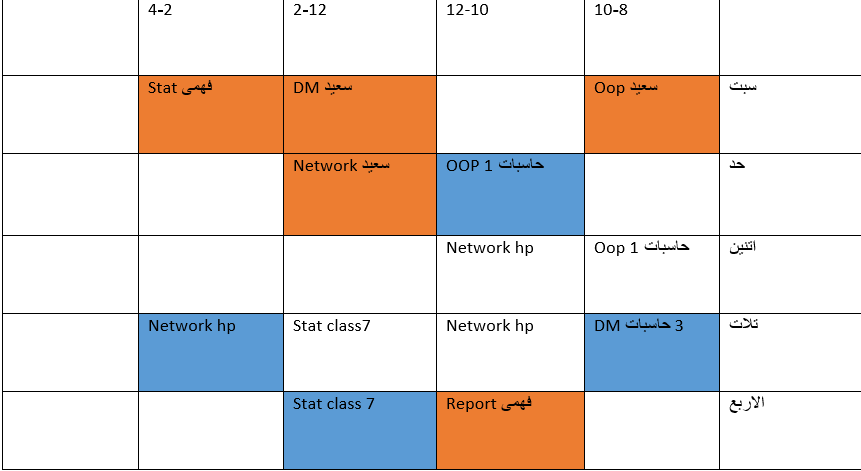 10-8
12-10
2-12
4-2
سبت
Oop سعيد
DM سعيد
Stat فهمى
حد
OOP 1 حاسبات
Network سعيد
اتنين
Oop 1 حاسبات
Network hp
تلات
DM حاسبات 3
Network hp
Stat class7
Network hp
الاربع
Report فهمى
Stat class 7